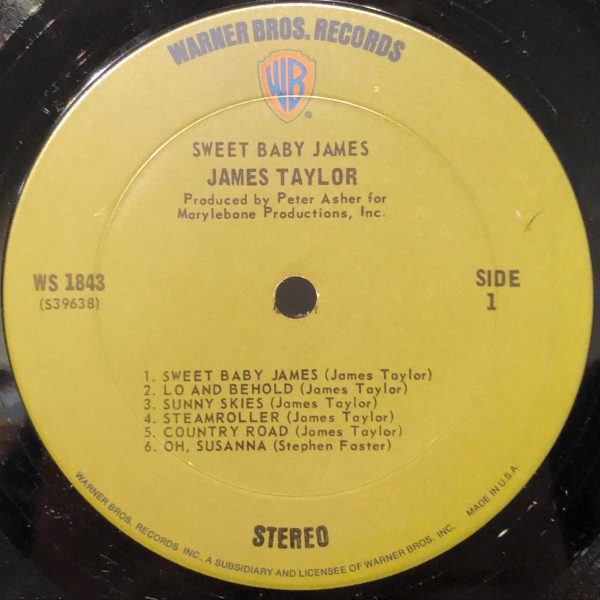 WARNER BROS. RECORDS
WB
®
SWEET BABY JAMES
JAMES TAYLOR
Produced by Peter Asher for
Marylebone Productions, Inc.
WS 1843
(S39638)
SIDE
1
1. SWEET BABY JAMES (James Taylor)
2. LO AND BEHOLD (James Taylor)
3. SUNNY SKIES (James Taylor)
4. STEAMROLLER (James Taylor)
5. COUNTRY ROAD (James Taylor)
6. OH, SUSANNA (Stephen Foster)
STEREO
WARNER BROS. RECORDS INC., A SUBSIDIARY AND LICENSEE OF WARNER BROS. INC. MADE IN U.S.A.